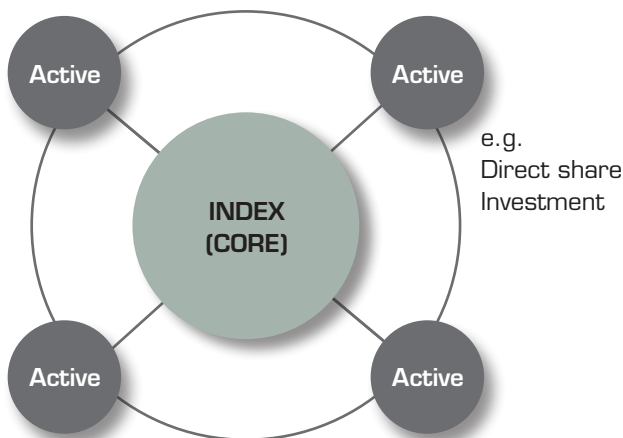 Active
Active
e.g.
Direct share
Investment
INDEX
(CORE)
Active
Active